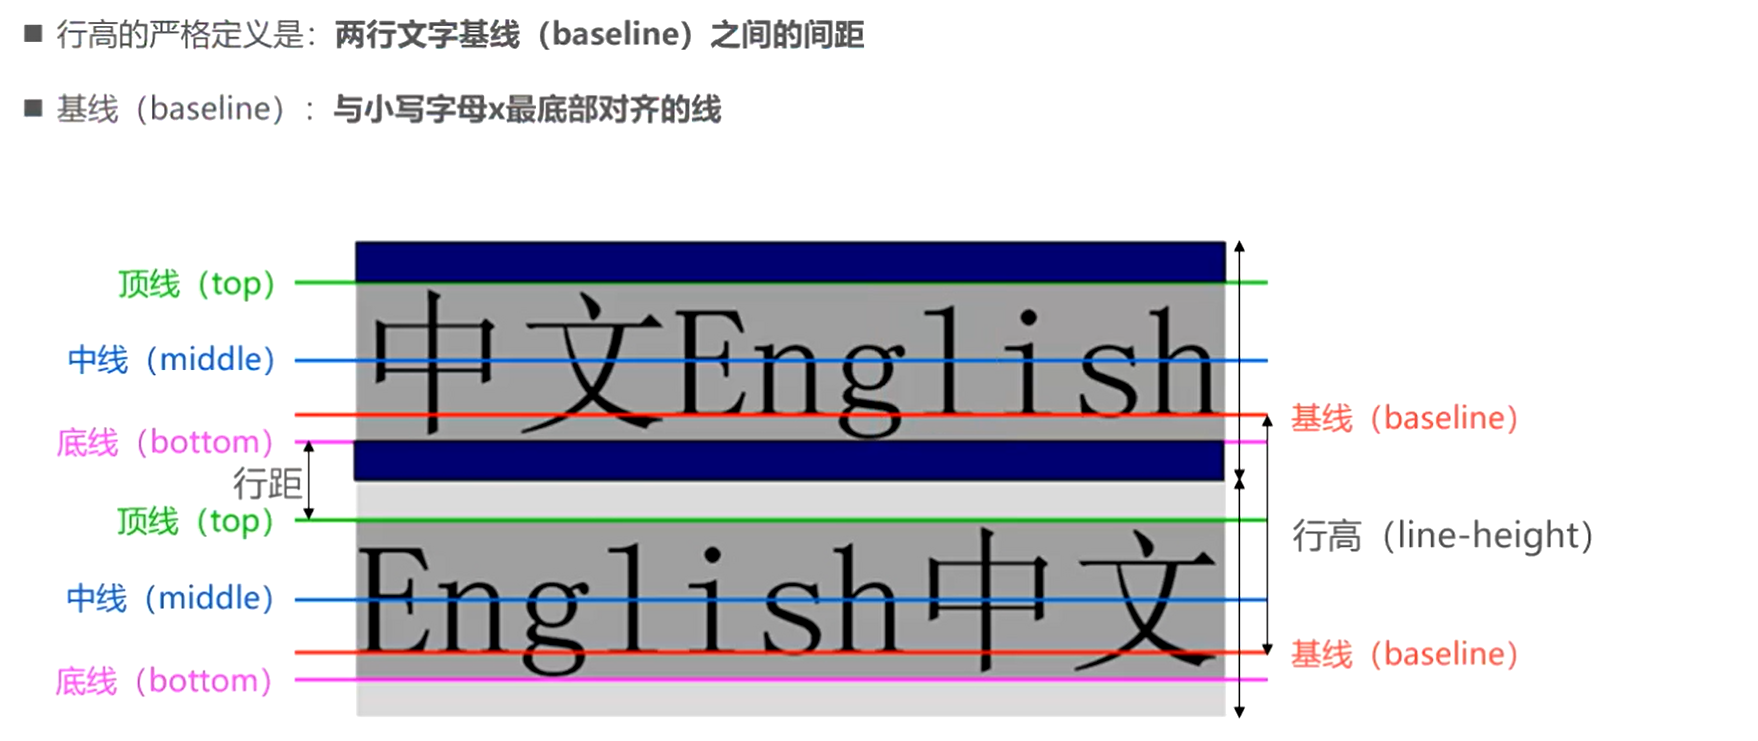 ■ 行高的严格定义是：两行文字基线（baseline）之间的间距
■ 基线（baseline）：与小写字母x最底部对齐的线
顶线（top）
中文English
中线（middle）
基线（baseline）
底线（bottom）
行距
顶线（top）
行高（line-height）
English中文
中线（middle）
基线（baseline）
底线（bottom）